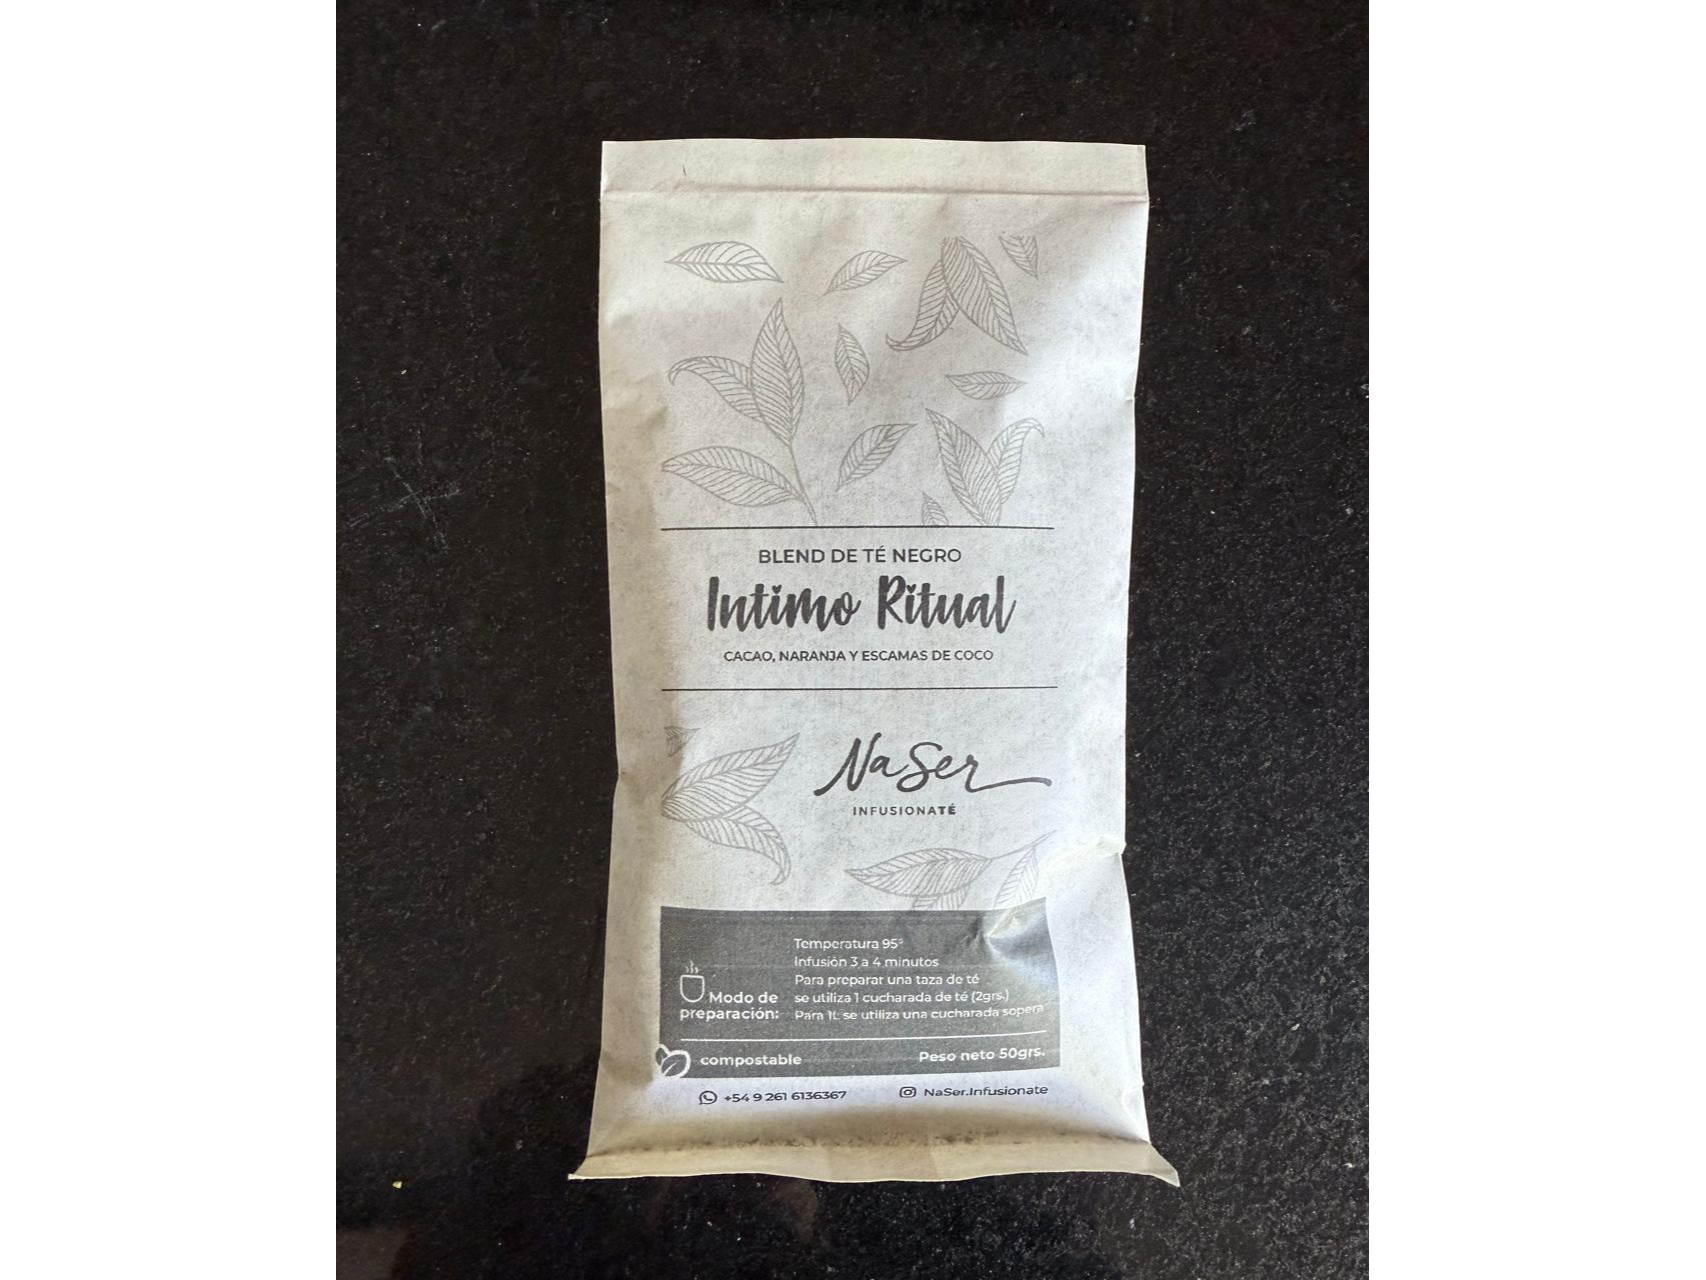 BLEND DE TÉ NEGRO
Intimo Ritual
CACAO, NARANJA Y ESCAMAS DE COCO
NaSer
INFUSIONATÉ
Modo de
preparación:
Temperatura 95°
Infusión 3 a 4 minutos
Para preparar una taza de té
se utiliza 1 cucharada de té (2grs.)
Para 1L se utiliza una cucharada sopera
compostable
Peso neto 50grs.
+54 9 261 6136367
NaSer.Infusionate